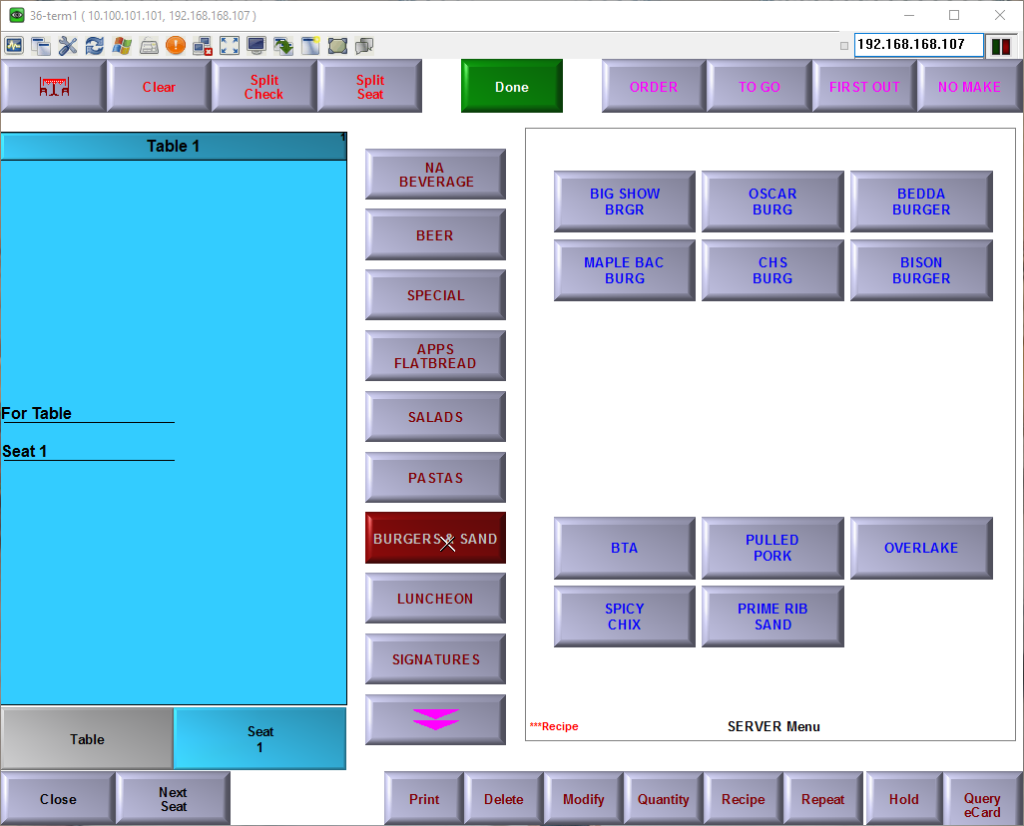 36-term1 ( 10.100.101.101, 192.168.168.107 )
192.168.168.107
Clear
Split
Check
Split
Seat
Done
ORDER
TO GO
FIRST OUT
NO MAKE
Table 1
1
For Table
Seat 1
NA
BEVERAGE
BEER
SPECIAL
APPS
FLATBREAD
SALADS
PASTAS
BURGERS & SAND
LUNCHEON
SIGNATURES
BIG SHOW
BRGR
OSCAR
BURG
BEDDA
BURGER
MAPLE BAC
BURG
CHS
BURG
BISON
BURGER
BTA
PULLED
PORK
OVERLAKE
SPICY
CHIX
PRIME RIB
SAND
***Recipe
SERVER Menu
Table
Seat
1
Close
Next
Seat
Print
Delete
Modify
Quantity
Recipe
Repeat
Hold
Query
eCard